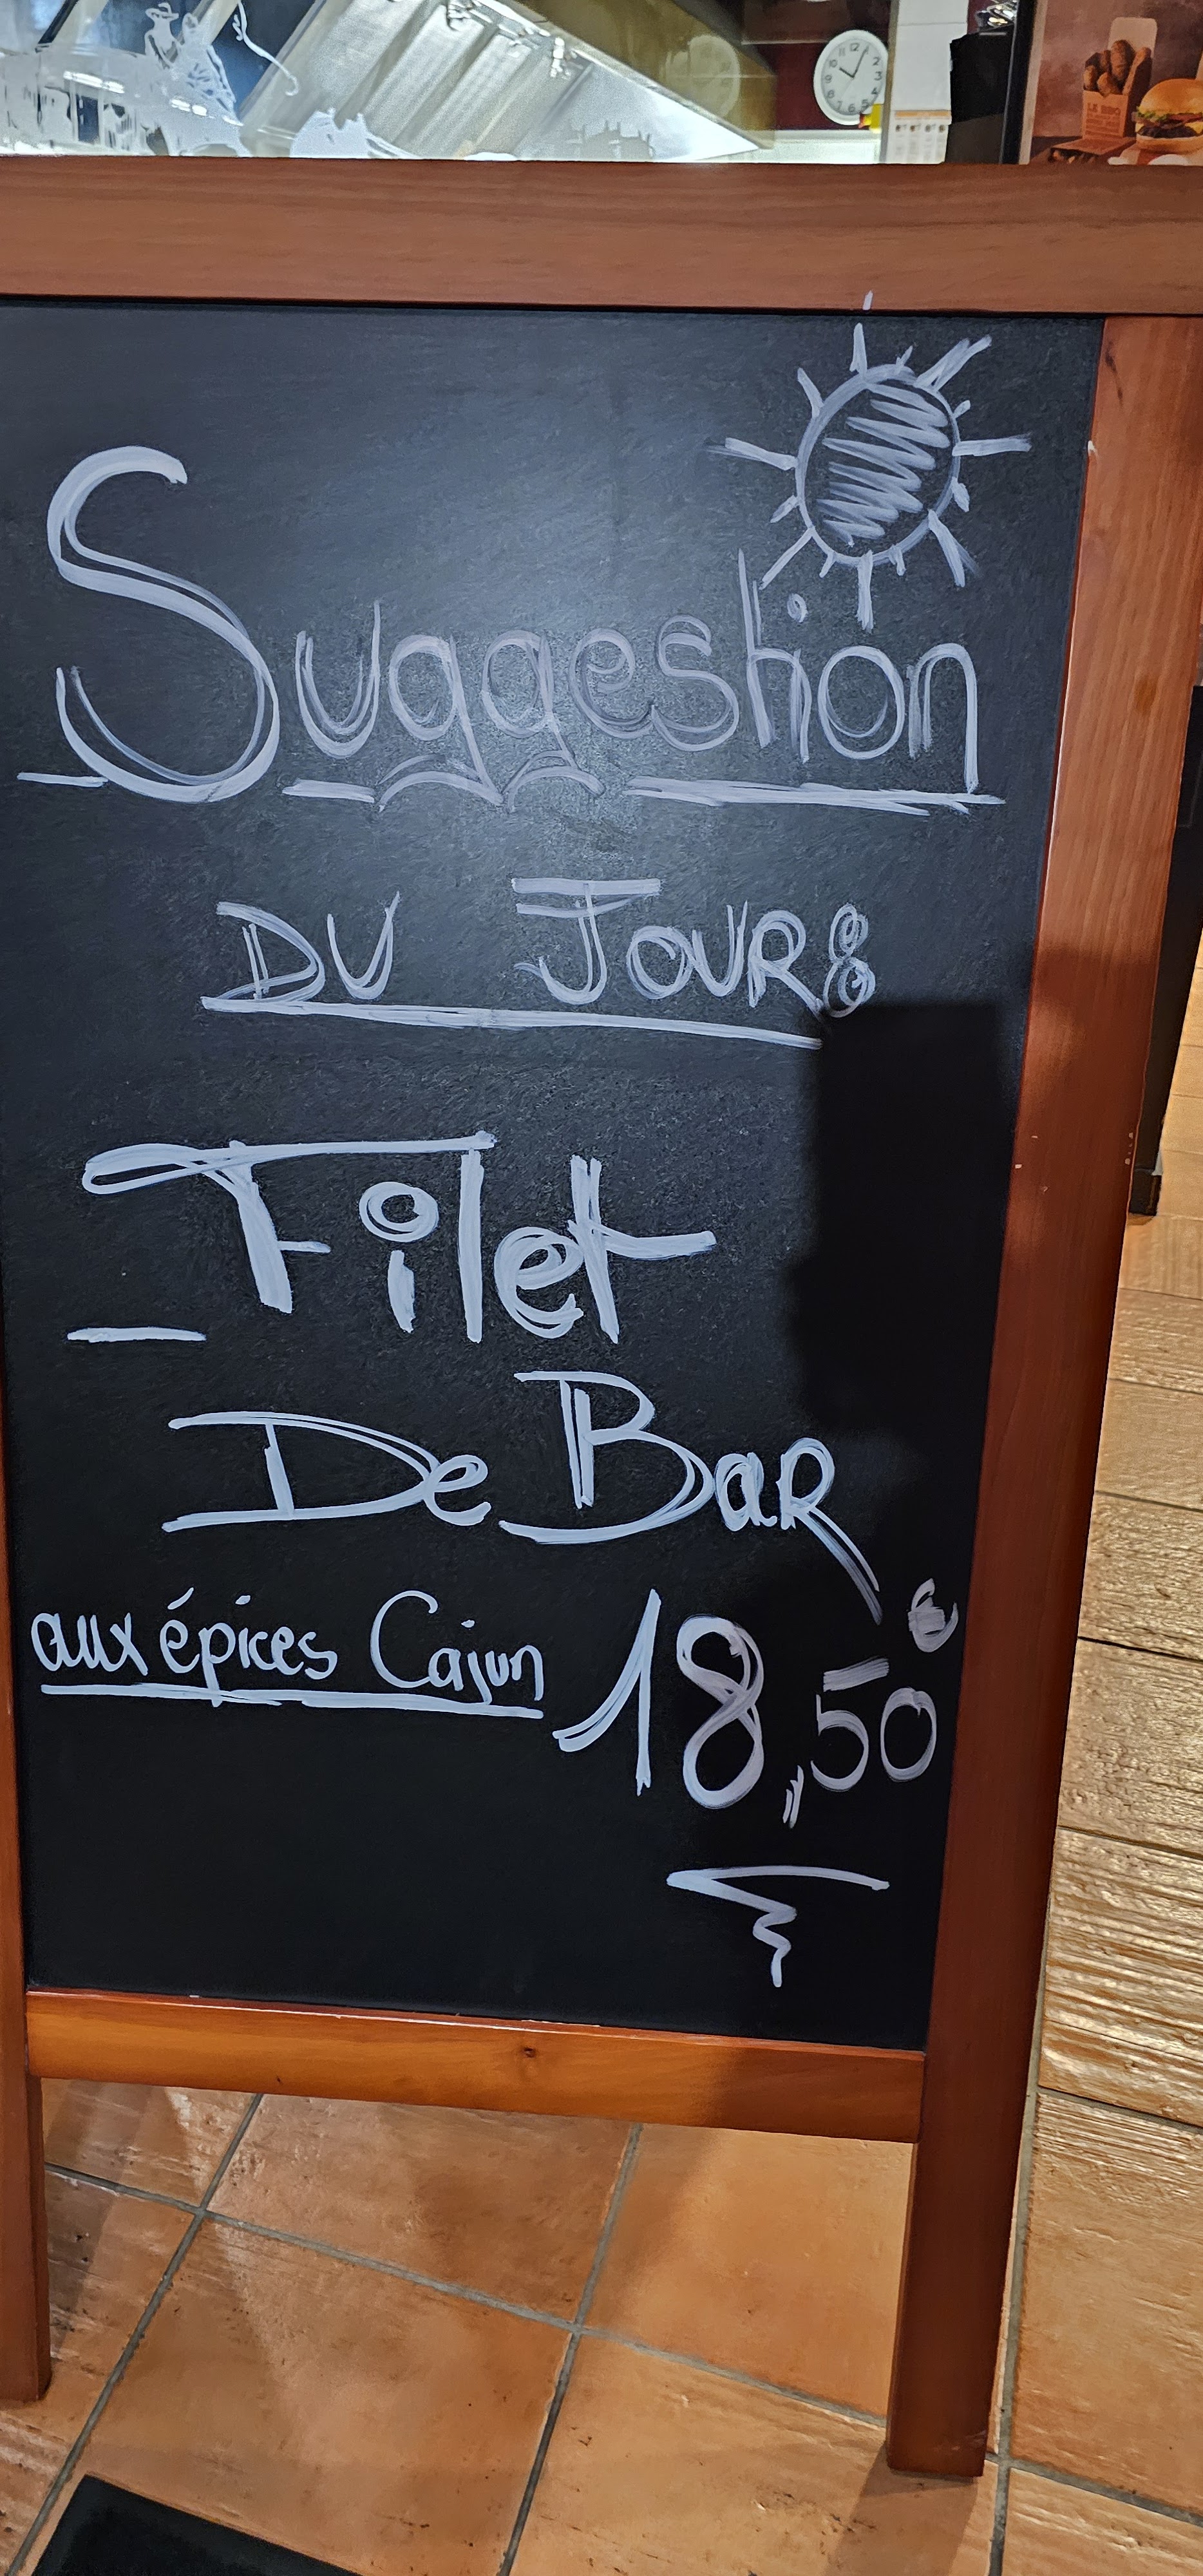 Suggestion
DU JOUR:
Filet
De BaR
aux épices Cajun 18,50€